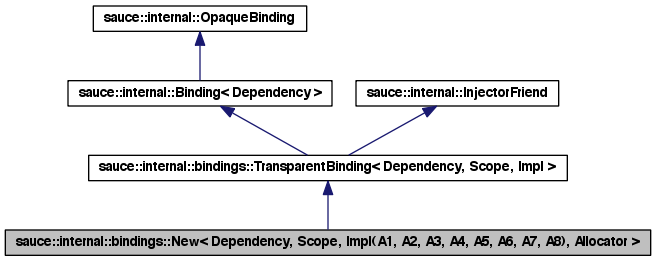 sauce::internal::OpaqueBinding
sauce::internal::Binding< Dependency >
sauce::internal::InjectorFriend
sauce::internal::bindings::TransparentBinding< Dependency, Scope, Impl >
sauce::internal::bindings::New< Dependency, Scope, Impl(A1, A2, A3, A4, A5, A6, A7, A8), Allocator >